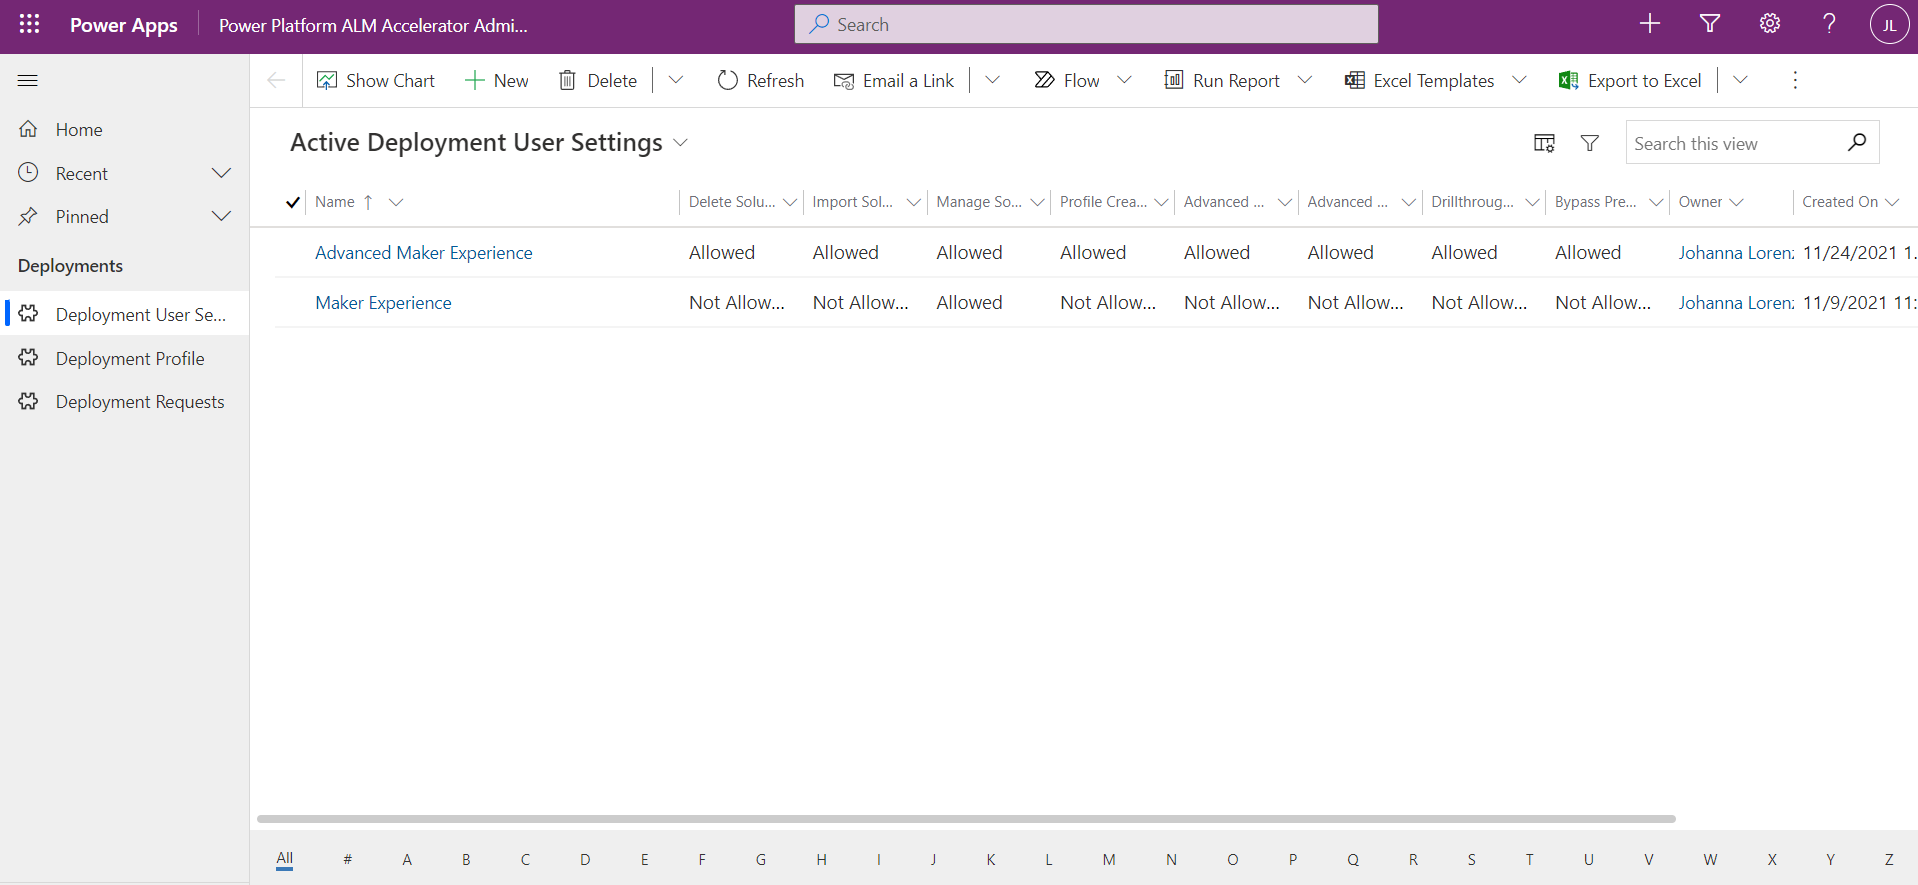 Power Apps Power Platform ALM Accelerator Admi... Search ? JL
Show Chart New Delete Refresh Email a Link Flow Run Report Excel Templates Export to Excel
Home
Recent
Pinned
Deployments
Deployment User Se...
Deployment Profile
Deployment Requests
Active Deployment User Settings Search this view
Name Delete Solu... Import Sol... Manage So... Profile Crea... Advanced ... Advanced ... Drillthroug... Bypass Pre... Owner Created On
Advanced Maker Experience Allowed Allowed Allowed Allowed Allowed Allowed Allowed Allowed Johanna Lorenz 11/24/2021 1.
Maker Experience Not Allow... Not Allow... Allowed Not Allow... Not Allow... Not Allow... Not Allow... Not Allow... Johanna Lorenz 11/9/2021 11:
All # A B C D E F G H I J K L M N O P Q R S T U V W X Y Z